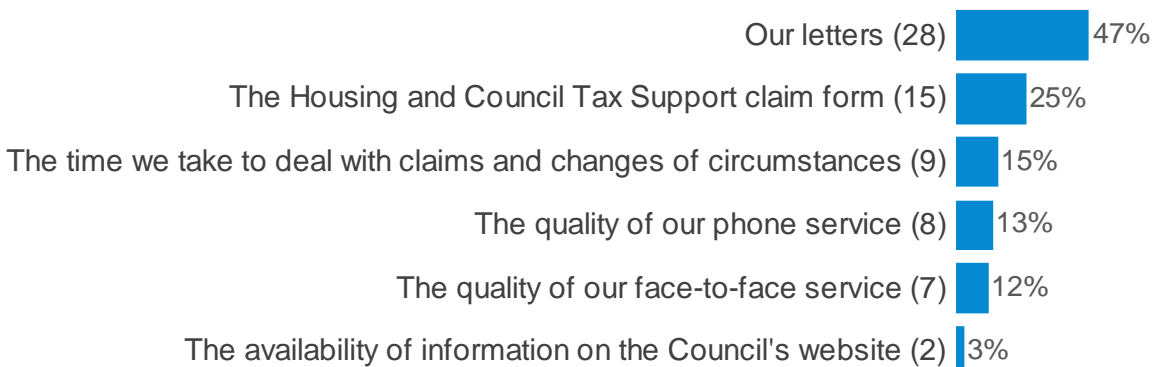 Our letters (28) 47%
The Housing and Council Tax Support claim form (15) 25%
The time we take to deal with claims and changes of circumstances (9) 15%
The quality of our phone service (8) 13%
The quality of our face-to-face service (7) 12%
The availability of information on the Council's website (2) 3%